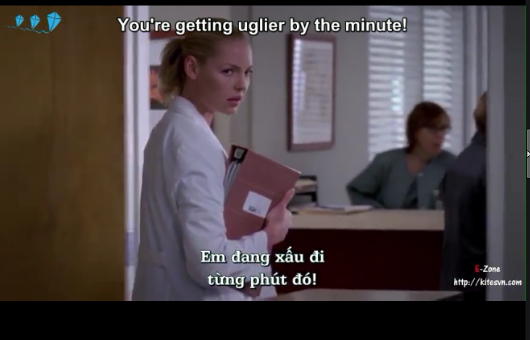 You're getting uglier by the minute!
Em đang xấu đi
từng phút đó!
E-Zone
http://kitesvn.com